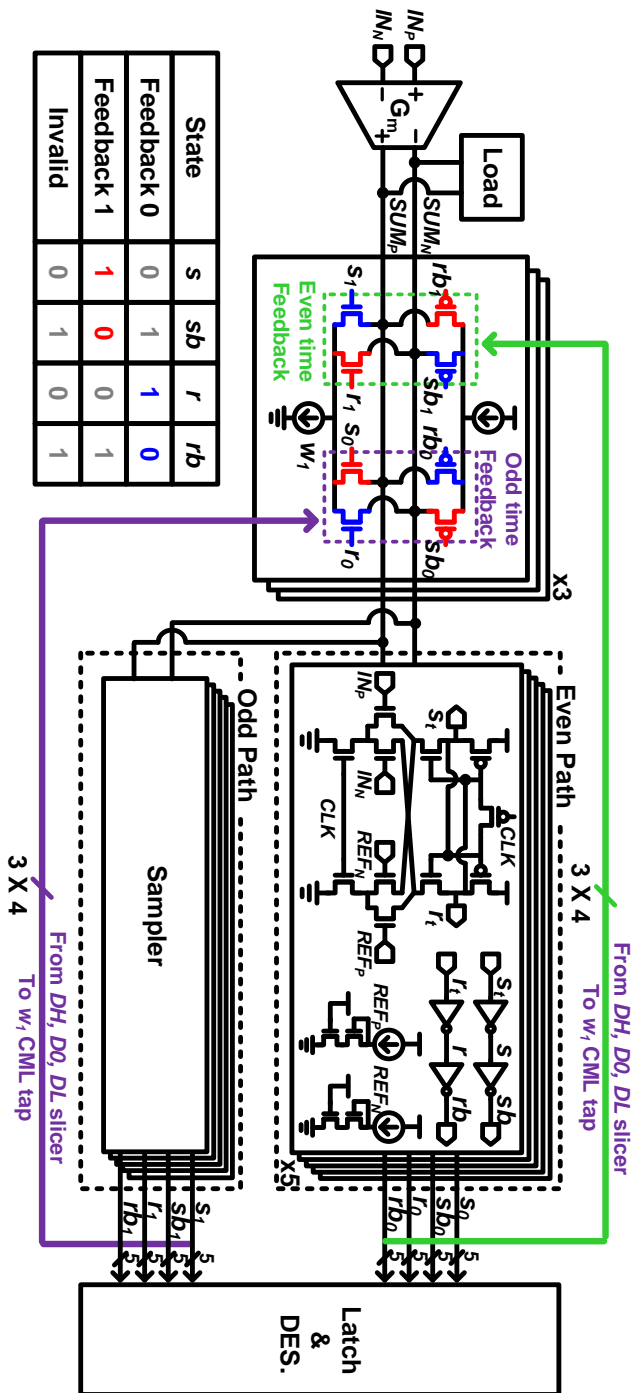 IN_P
IN_N
+
−
G_m
−
+
Load
SUM_N
SUM_P
rb_1
sb_1
rb_0
sb_0
s_1
r_1
s_0
r_0
w_1
Even time
Feedback
Odd time
Feedback
x3
State s sb r rb
Feedback 0 0 1 1 0
Feedback 1 1 0 0 1
Invalid 0 1 0 1
Even Path
s_t
r_t
CLK
IN_P
IN_N
CLK
REF_N
REF_P
s_t s sb
r_t r rb
REF_P
REF_N
x5
Odd Path
Sampler
3 X 4
From DH, D0, DL slicer
To w_1 CML tap
3 X 4
From DH, D0, DL slicer
To w_1 CML tap
s_0 5
sb_0 5
r_0 5
rb_0 5
s_1 5
sb_1 5
r_1 5
rb_1 5
Latch
&
DES.